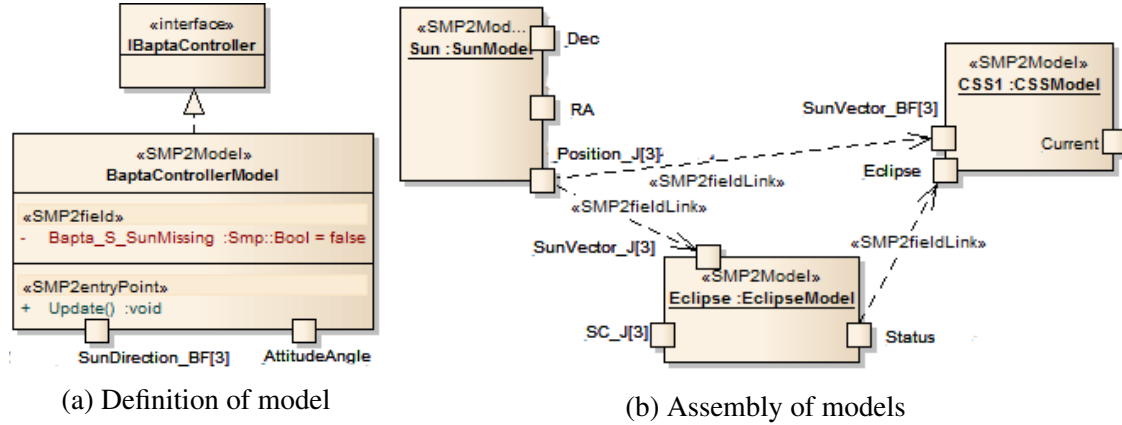 «interface»
IBaptaController
«SMP2Model»
BaptaControllerModel
«SMP2field»
- Bapta_S_SunMissing :Smp::Bool = false
«SMP2entryPoint»
+ Update() :void
SunDirection_BF[3]
AttitudeAngle
(a) Definition of model
«SMP2Mod...
Sun :SunModel
Dec
RA
Position_J[3]
«SMP2fieldLink»
«SMP2fieldLink»
«SMP2Model»
CSS1 :CSSModel
SunVector_BF[3]
Current
Eclipse
«SMP2fieldLink»
SunVector_J[3]
«SMP2Model»
Eclipse :EclipseModel
SC_J[3]
Status
(b) Assembly of models